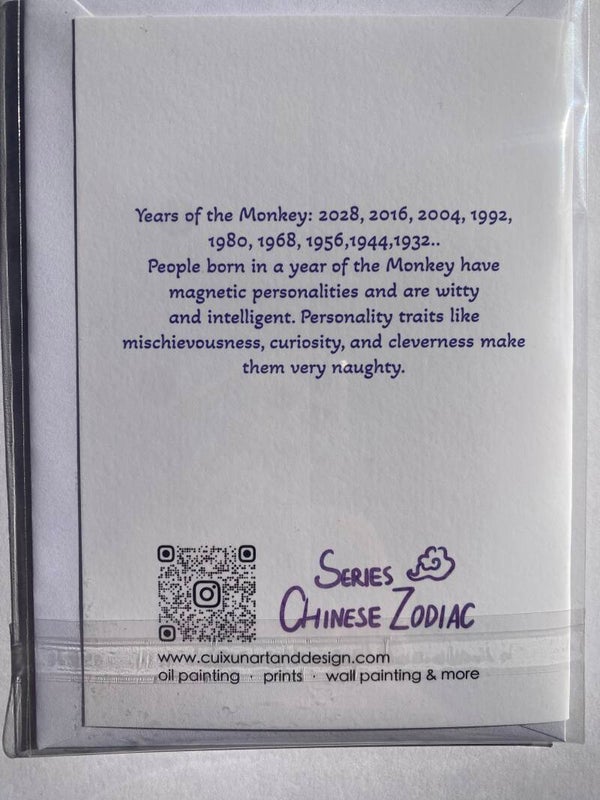 Years of the Monkey: 2028, 2016, 2004, 1992,
1980, 1968, 1956,1944,1932..
People born in a year of the Monkey have
magnetic personalities and are witty
and intelligent. Personality traits like
mischievousness, curiosity, and cleverness make
them very naughty.
SERIES
CHINESE ZODIAC
www.cuixunartanddesign.com
oil painting · prints · wall painting & more